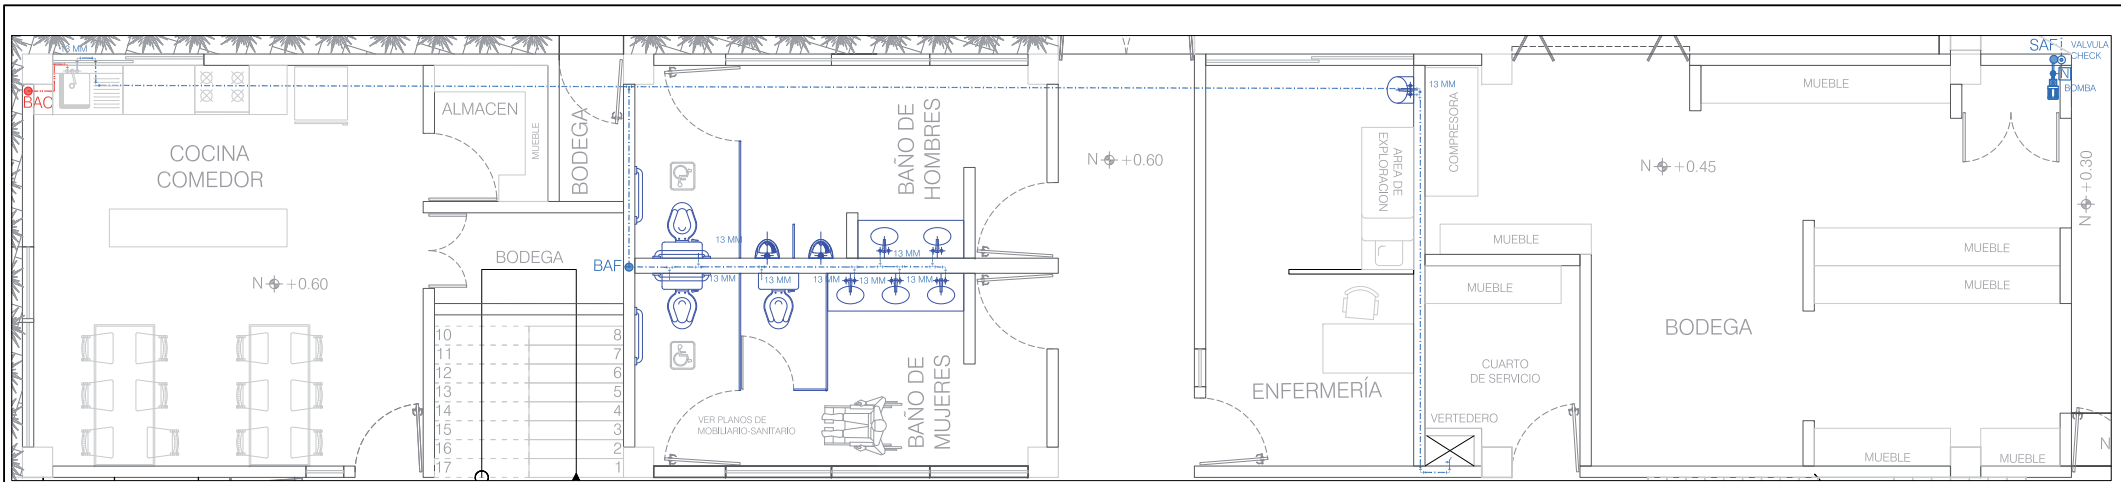 13 MM
BAC
COCINA
COMEDOR
N +0.60
ALMACEN
MUEBLE
BODEGA
BODEGA
BAF
10
11
12
13
14
15
16
17
8
7
6
5
4
3
2
1
BAÑO DE
HOMBRES
13 MM
13 MM
13 MM
13 MM
13 MM
13 MM
13 MM
VER PLANOS DE
MOBILIARIO-SANITARIO
BAÑO DE
MUJERES
N +0.60
13 MM
AREA DE
EXPLORACION
ENFERMERÍA
COMPRESORA
N +0.45
MUEBLE
MUEBLE
MUEBLE
CUARTO
DE SERVICIO
VERTEDERO
BODEGA
MUEBLE
MUEBLE
MUEBLE
MUEBLE
SAF
VALVULA
CHECK
N
BOMBA
N +0.30
N